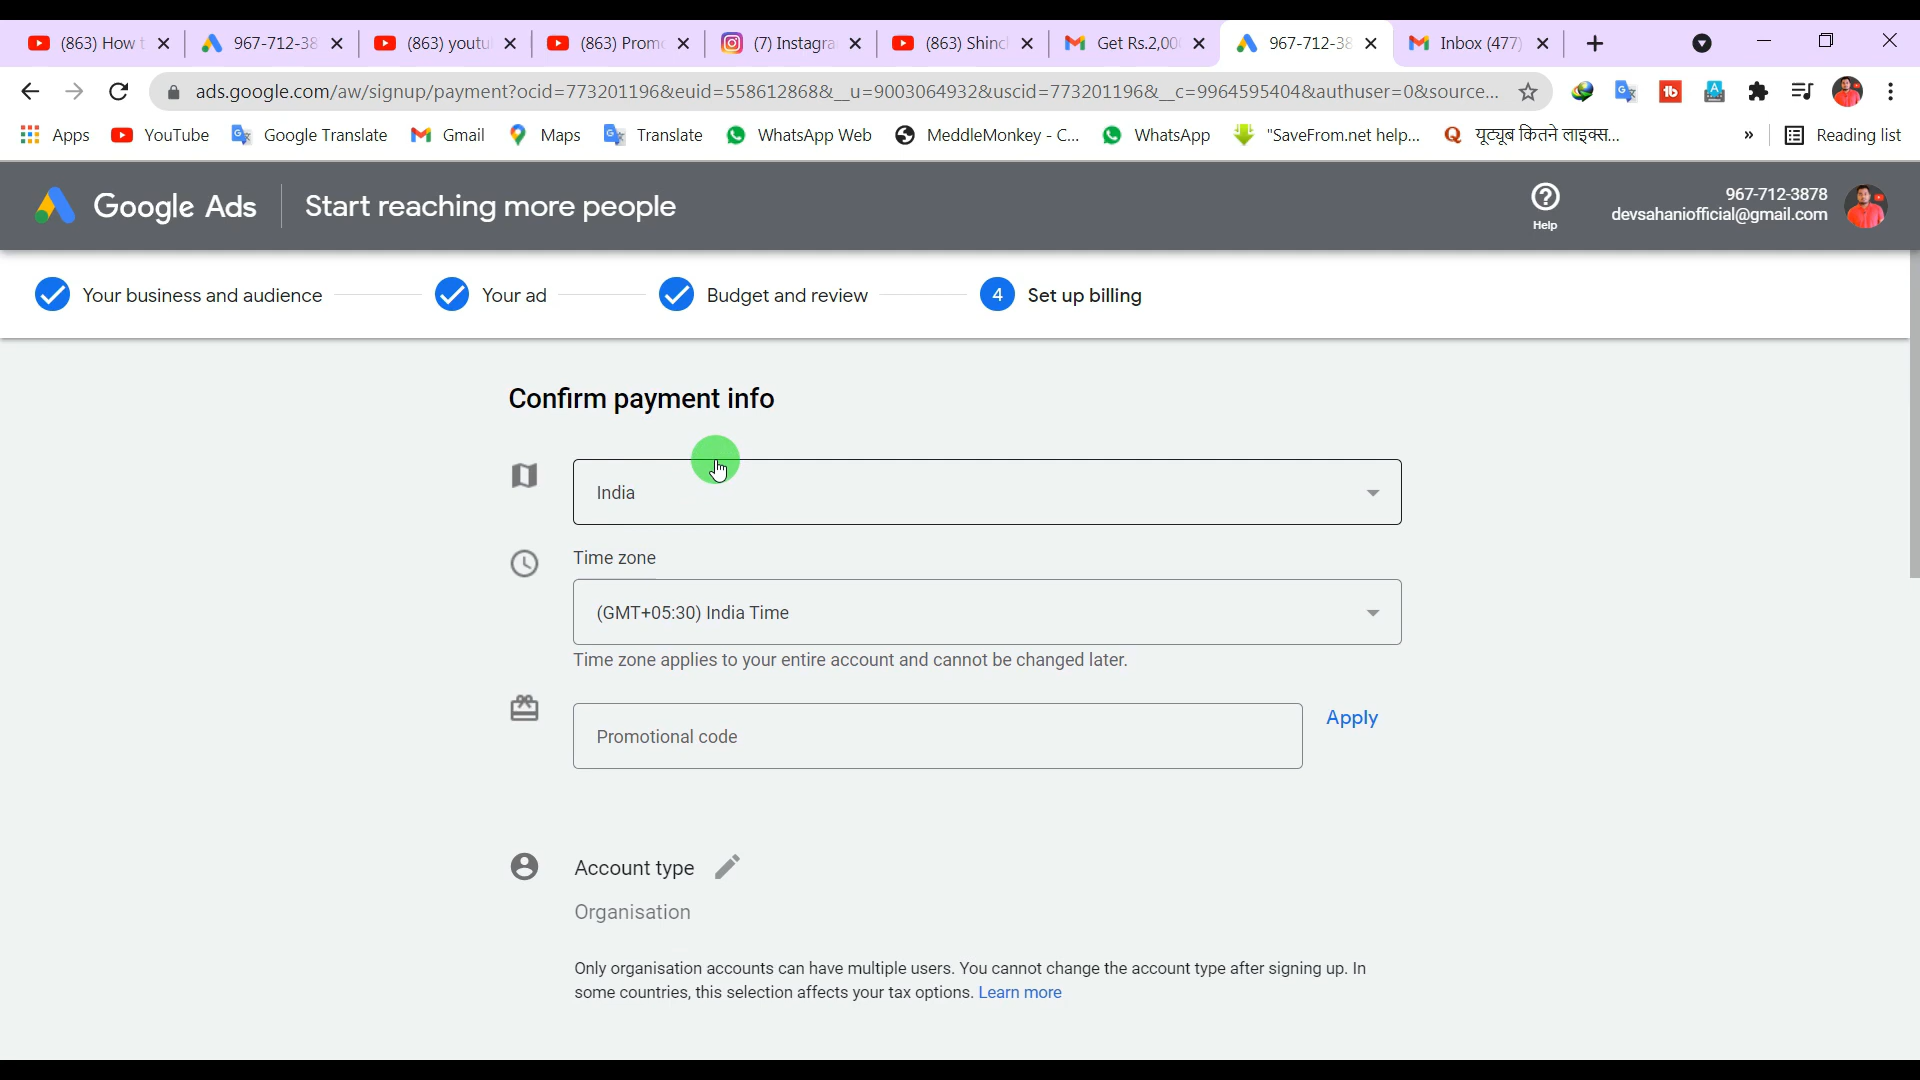 (863) How t
967-712-38
(863) youtu
(863) Prom
(7) Instagra
(863) Shinc
Get Rs.2,00
967-712-38
Inbox (477)
ads.google.com/aw/signup/payment?ocid=773201196&euid=558612868&__u=9003064932&uscid=773201196&__c=9964595404&authuser=0&source...
Apps
YouTube
Google Translate
Gmail
Maps
Translate
WhatsApp Web
MeddleMonkey - C...
WhatsApp
"SaveFrom.net help...
यूट्यूब कितने लाइक्स...
»
Reading list
Google Ads
Start reaching more people
Help
967-712-3878
devsahaniofficial@gmail.com
Your business and audience
Your ad
Budget and review
4 Set up billing
Confirm payment info
India
Time zone
(GMT+05:30) India Time
Time zone applies to your entire account and cannot be changed later.
Promotional code
Apply
Account type
Organisation
Only organisation accounts can have multiple users. You cannot change the account type after signing up. In
some countries, this selection affects your tax options. Learn more